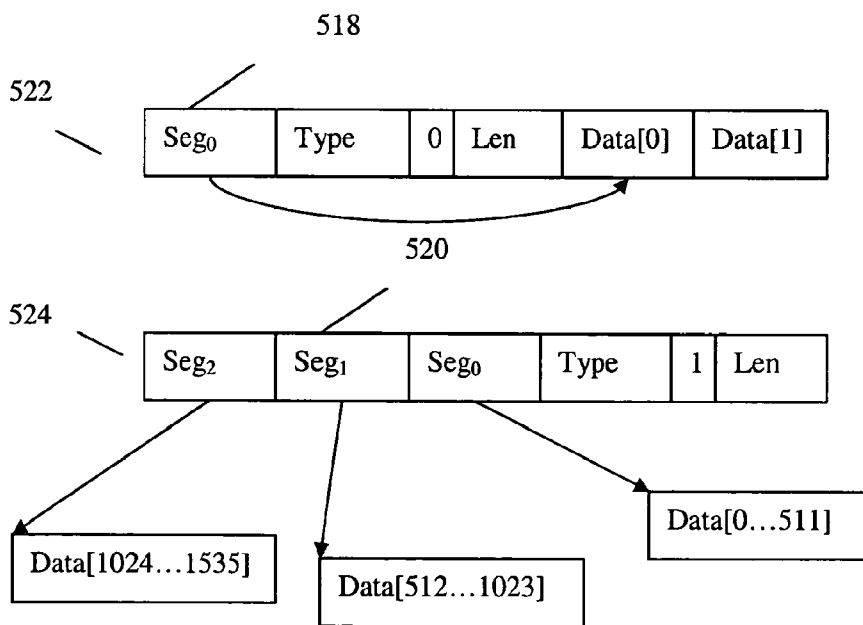 518
522
Seg₀ Type 0 Len Data[0] Data[1]
520
524
Seg₂ Seg₁ Seg₀ Type 1 Len
Data[0…511]
Data[1024…1535]
Data[512…1023]